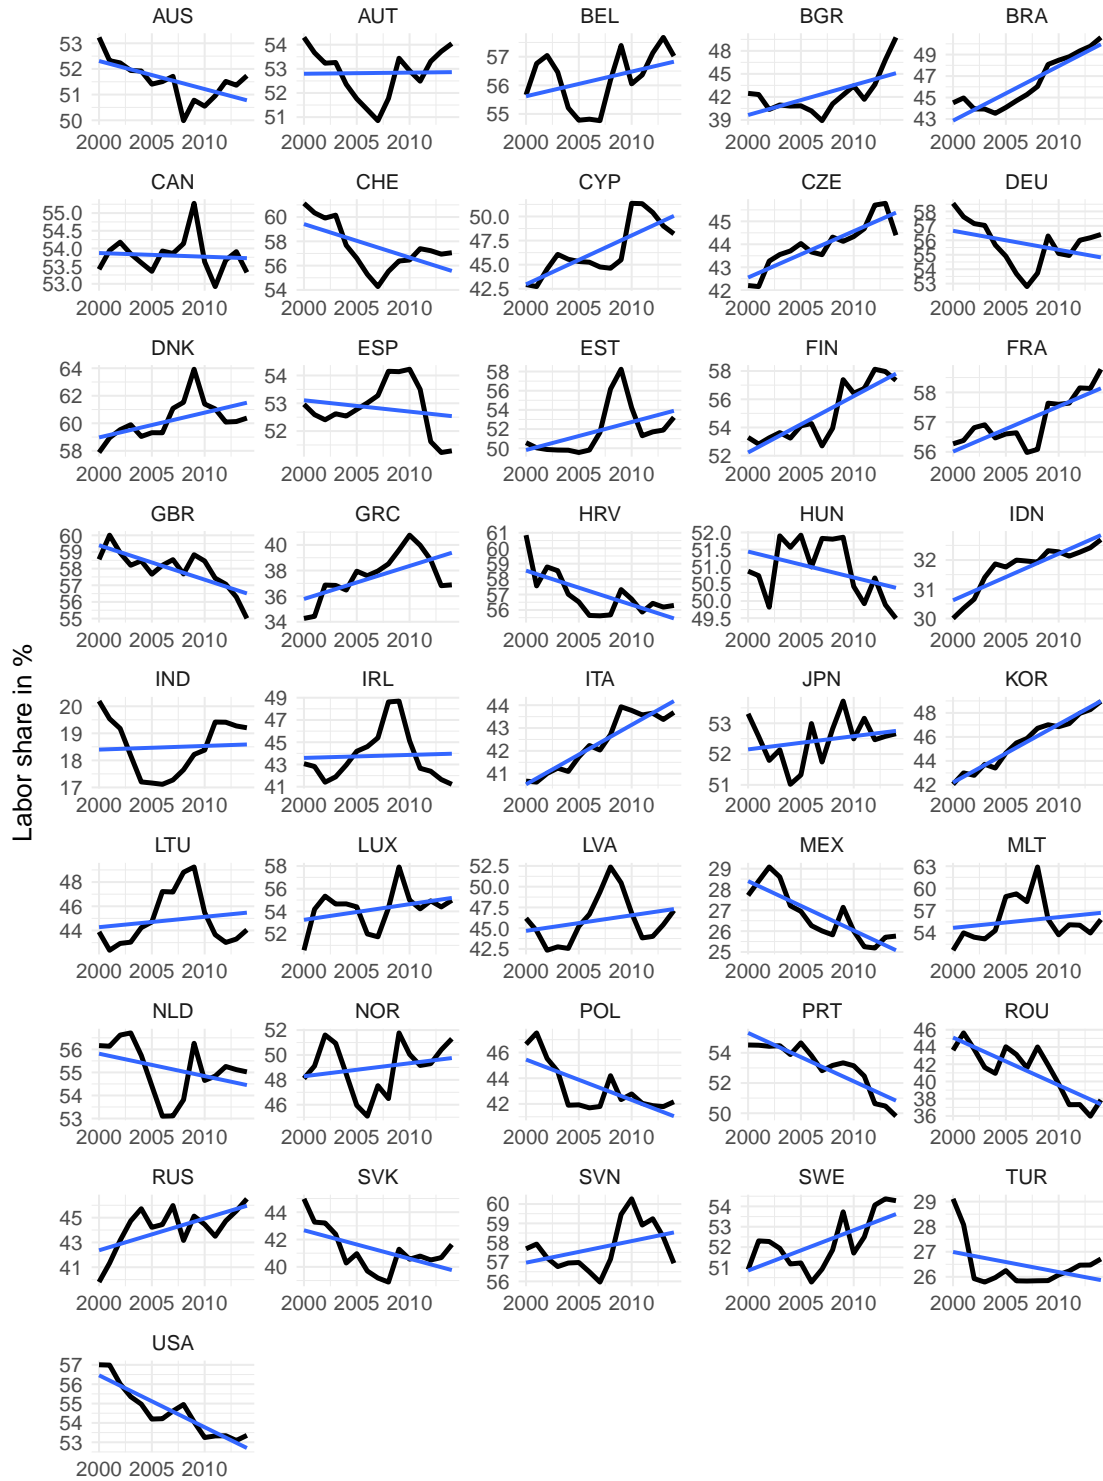 Labor share in %
AUS AUT BEL BGR BRA
53 52 51 50
54 53 52 51
57 56 55
48 45 42 39
49 47 45 43
2000 2005 2010 2000 2005 2010 2000 2005 2010 2000 2005 2010 2000 2005 2010
CAN CHE CYP CZE DEU
55.0 54.5 54.0 53.5 53.0
60 58 56 54
50.0 47.5 45.0 42.5
45 44 43 42
58 57 56 55 54 53
2000 2005 2010 2000 2005 2010 2000 2005 2010 2000 2005 2010 2000 2005 2010
DNK ESP EST FIN FRA
64 62 60 58
54 53 52
58 56 54 52 50
58 56 54 52
58 57 56
2000 2005 2010 2000 2005 2010 2000 2005 2010 2000 2005 2010 2000 2005 2010
GBR GRC HRV HUN IDN
60 59 58 57 56 55
40 38 36 34
61 60 59 58 57 56
52.0 51.5 51.0 50.5 50.0 49.5
32 31 30
2000 2005 2010 2000 2005 2010 2000 2005 2010 2000 2005 2010 2000 2005 2010
IND IRL ITA JPN KOR
20 19 18 17
49 47 45 43 41
44 43 42 41
53 52 51
48 46 44 42
2000 2005 2010 2000 2005 2010 2000 2005 2010 2000 2005 2010 2000 2005 2010
LTU LUX LVA MEX MLT
48 46 44
58 56 54 52
52.5 50.0 47.5 45.0 42.5
29 28 27 26 25
63 60 57 54
2000 2005 2010 2000 2005 2010 2000 2005 2010 2000 2005 2010 2000 2005 2010
NLD NOR POL PRT ROU
56 55 54 53
52 50 48 46
46 44 42
54 52 50
46 44 42 40 38 36
2000 2005 2010 2000 2005 2010 2000 2005 2010 2000 2005 2010 2000 2005 2010
RUS SVK SVN SWE TUR
45 43 41
44 42 40
60 59 58 57 56
54 53 52 51
29 28 27 26
2000 2005 2010 2000 2005 2010 2000 2005 2010 2000 2005 2010 2000 2005 2010
USA
57 56 55 54 53
2000 2005 2010